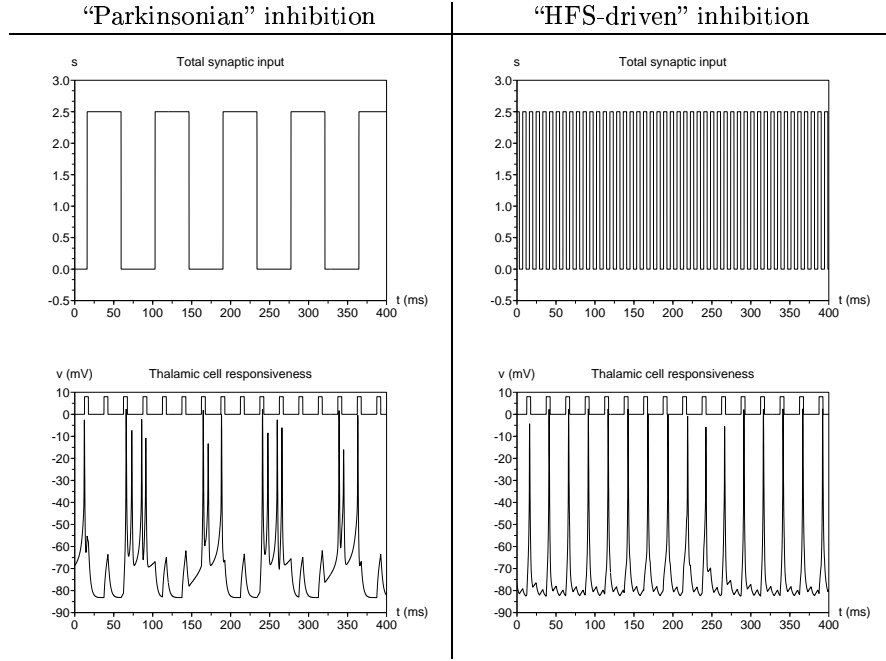 “Parkinsonian” inhibition
“HFS-driven” inhibition
s Total synaptic input
3.0
2.5
2.0
1.5
1.0
0.5
0.0
-0.5
0 50 100 150 200 250 300 350 400
t (ms)
s Total synaptic input
3.0
2.5
2.0
1.5
1.0
0.5
0.0
-0.5
0 50 100 150 200 250 300 350 400
t (ms)
v (mV) Thalamic cell responsiveness
10
0
-10
-20
-30
-40
-50
-60
-70
-80
-90
0 50 100 150 200 250 300 350 400
t (ms)
v (mV) Thalamic cell responsiveness
10
0
-10
-20
-30
-40
-50
-60
-70
-80
-90
0 50 100 150 200 250 300 350 400
t (ms)